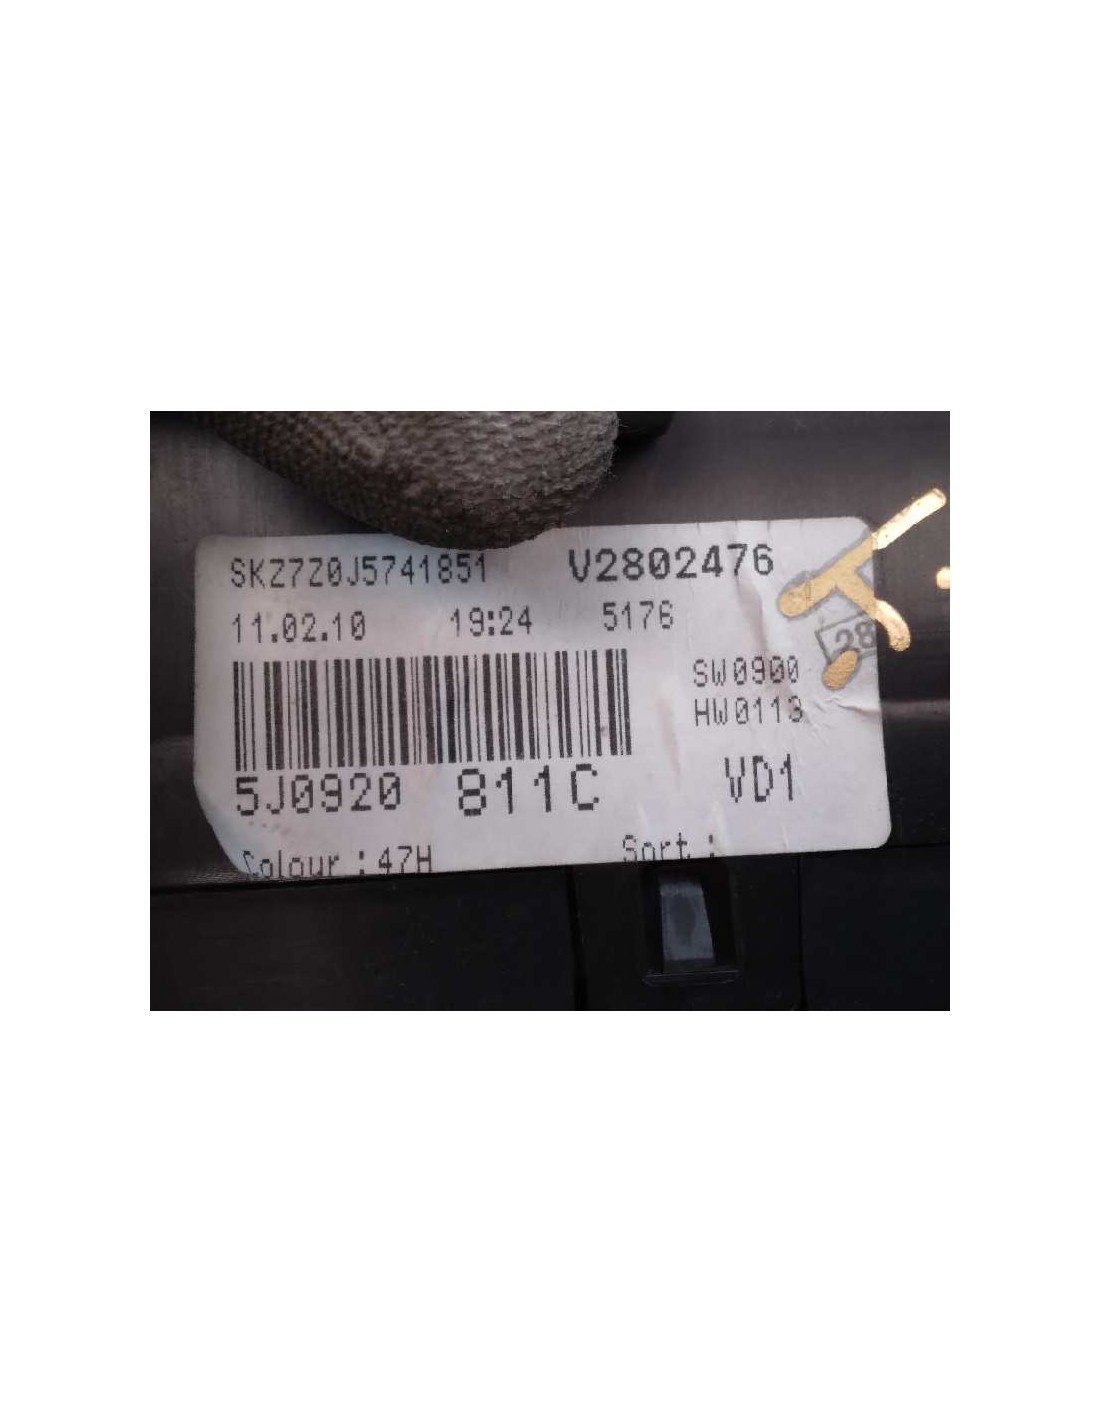 SKZ7Z0J5741851 V2802476
11.02.10 19:24 5176
28
SW0900
HW0113
5J0920 811C VD1
Colour : 47H Sort :